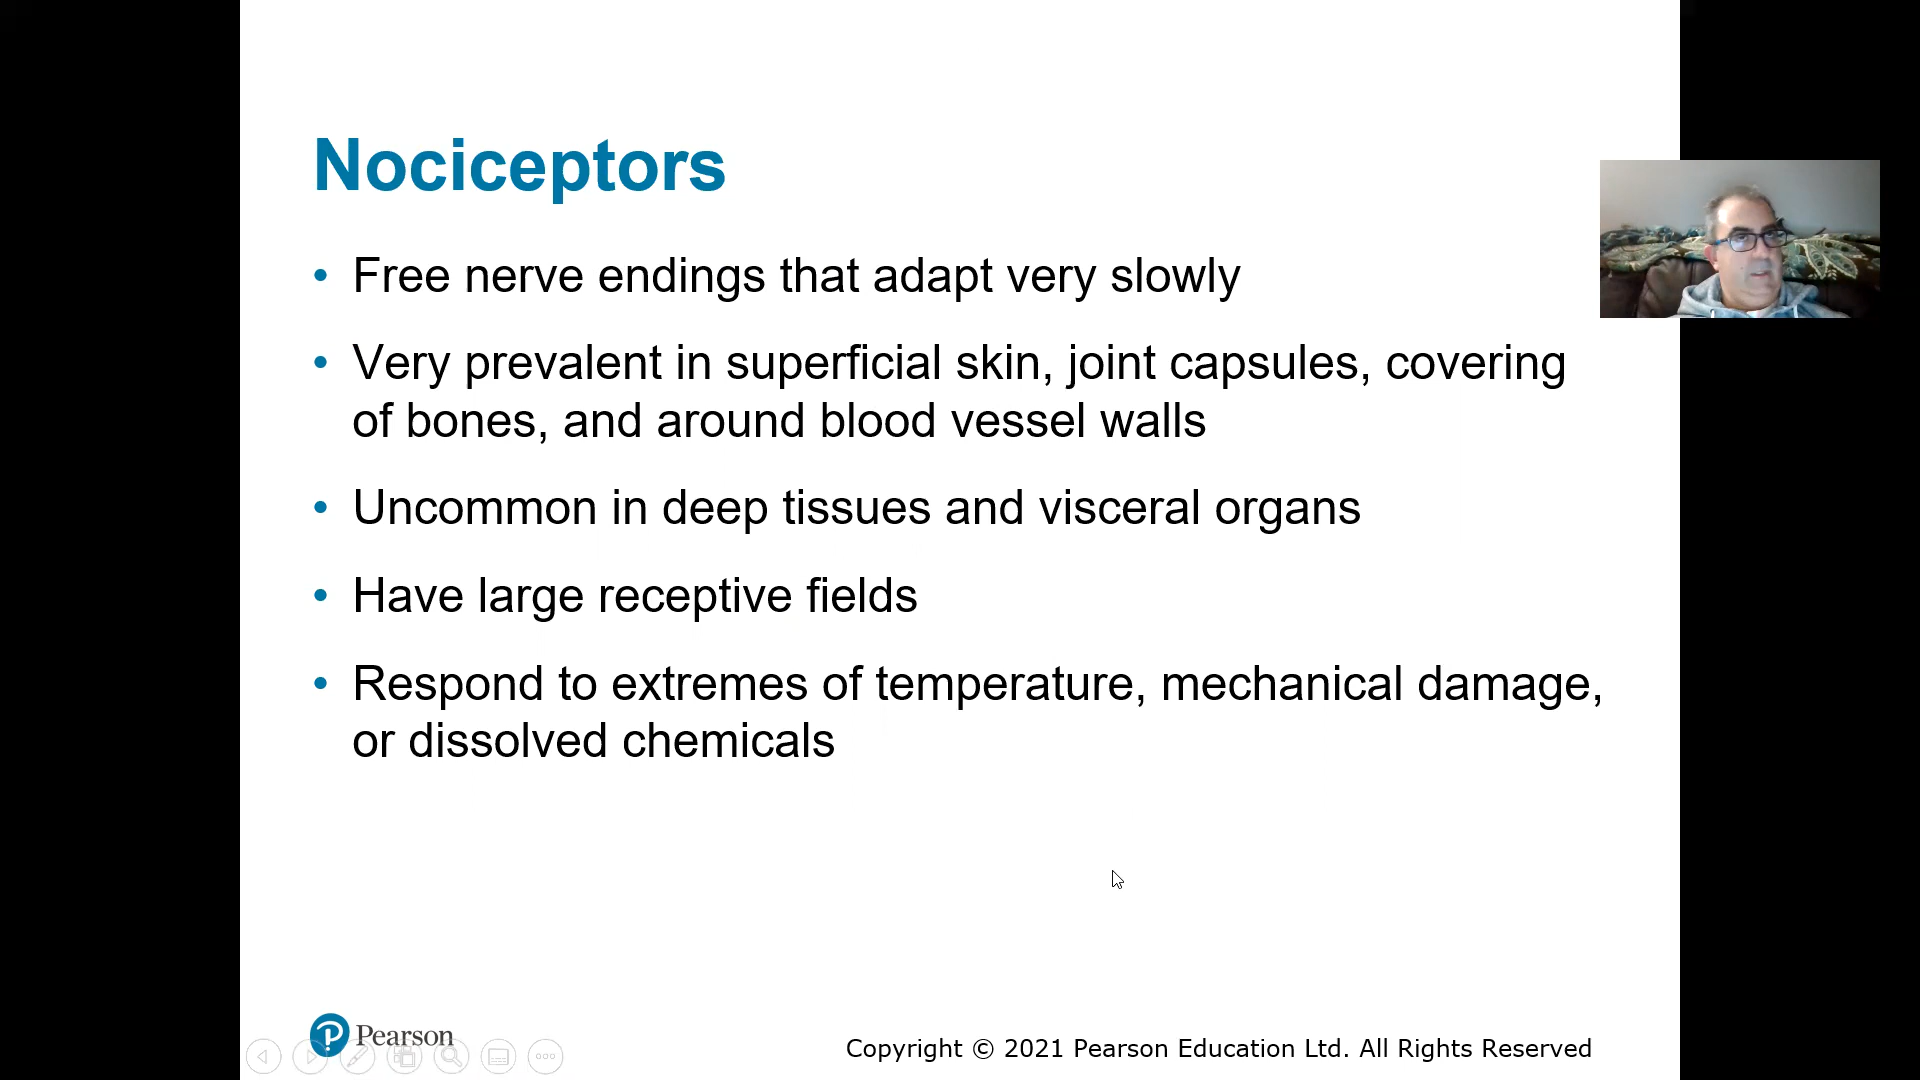 Nociceptors
• Free nerve endings that adapt very slowly
• Very prevalent in superficial skin, joint capsules, covering
of bones, and around blood vessel walls
• Uncommon in deep tissues and visceral organs
• Have large receptive fields
• Respond to extremes of temperature, mechanical damage,
or dissolved chemicals
Pearson
Copyright © 2021 Pearson Education Ltd. All Rights Reserved